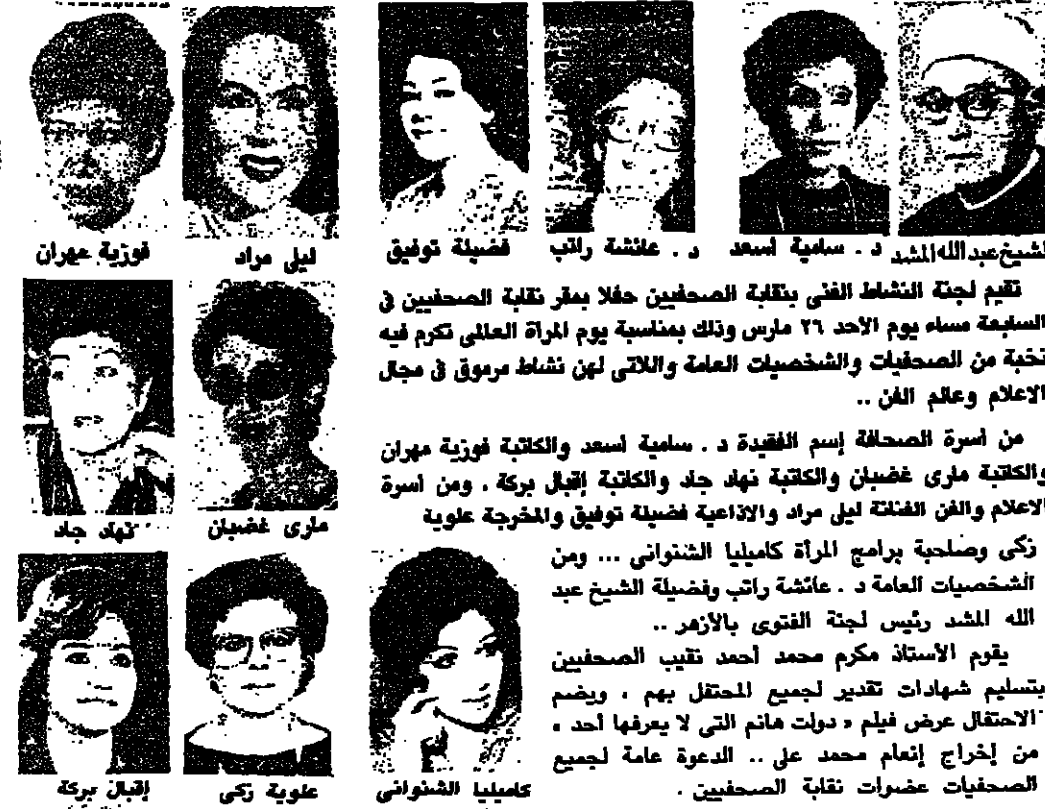 فوزية مهران
ليلى مراد
فضيلة توفيق
د . عائشة راتب
د . سامية اسعد
لشيخ عبد الله المشد
تقيم لجنة النشاط الفنى بنقابة الصحفيين حفلا بمقر نقابة الصحفيين فى
السابعة مساء يوم الاحد ٢٦ مارس وذلك بمناسبة يوم المرأة العالمى تكرم فيه
نخبة من الصحفيات والشخصيات العامة واللاتى لهن نشاط مرموق فى مجال
الاعلام وعالم الفن ..
من أسرة الصحافة إسم الفقيدة د . سامية اسعد والكاتبة فوزية مهران
والكاتبة مارى غضبان والكاتبة نهاد جاد والكاتبة إقبال بركة . ومن أسرة
الاعلام والفن الفنانة ليلى مراد والاذاعية فضيلة توفيق والمخرجة علوية
زكى وصاحبة برامج المرأة كاميليا الشنوانى ... ومن
الشخصيات العامة د . عائشة راتب وفضيلة الشيخ عبد
الله المشد رئيس لجنة الفتوى بالأزهر ..
يقوم الأستاذ مكرم محمد أحمد نقيب الصحفيين
بتسليم شهادات تقدير لجميع المحتفل بهم . ويضم
الاحتفال عرض فيلم « دولت هانم التى لا يعرفها أحد »
من إخراج إنعام محمد على .. الدعوة عامة لجميع
الصحفيات عضوات نقابة الصحفيين .
نهاد جاد
مارى غضبان
إقبال بركة
علوية زكى
كاميليا الشنوانى